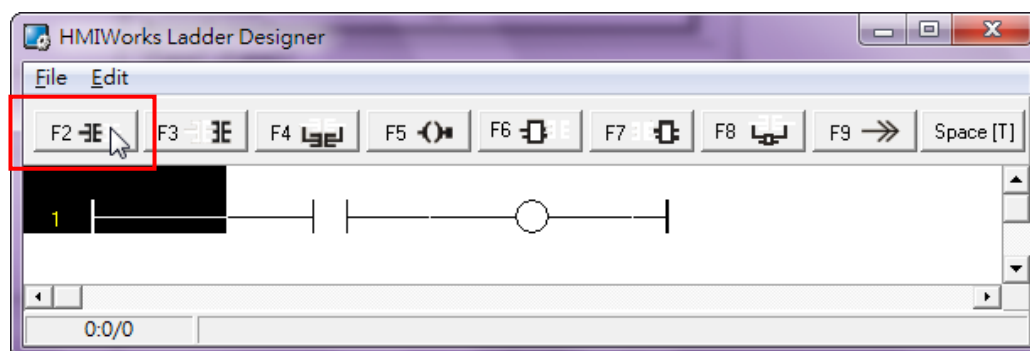 HMIWorks Ladder Designer
File Edit
F2 F3 F4 F5 F6 F7 F8 F9 Space [T]
1
0:0/0